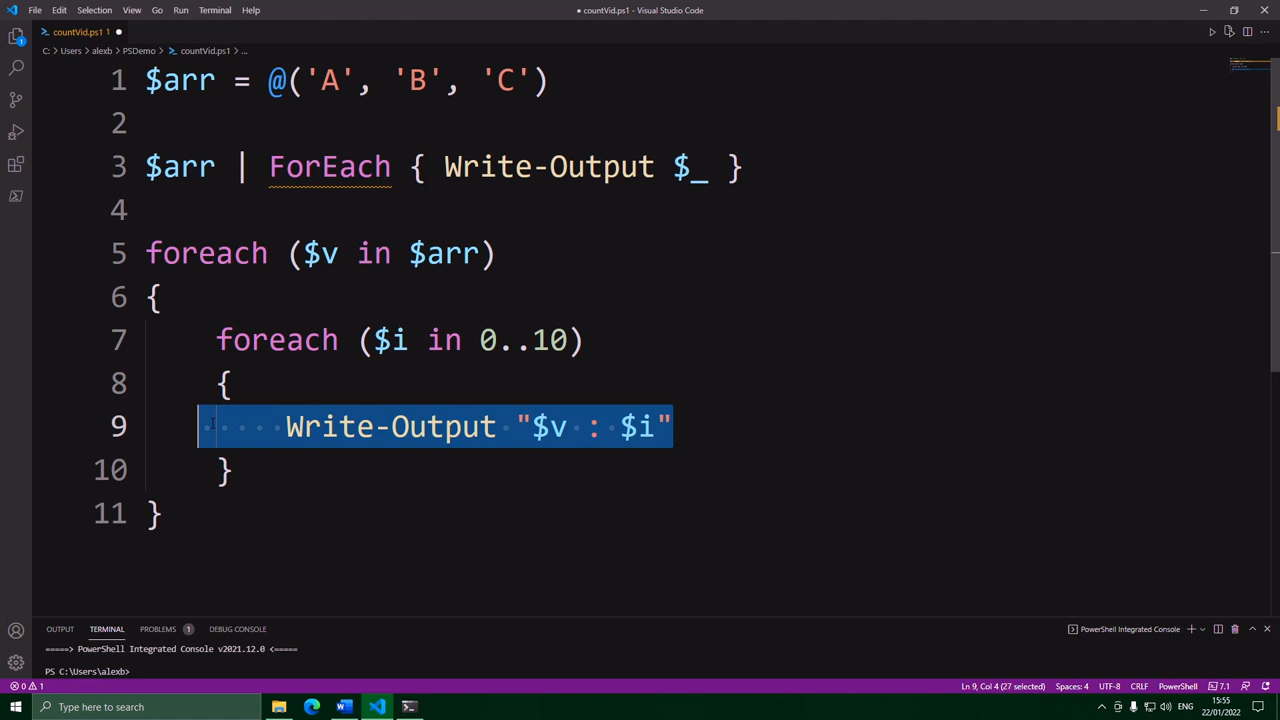 File Edit Selection View Go Run Terminal Help
● countVid.ps1 - Visual Studio Code
countVid.ps1 1 ●
C: > Users > alexb > PSDemo > countVid.ps1 > ...
1 $arr = @('A', 'B', 'C')
2
3 $arr | ForEach { Write-Output $_ }
4
5 foreach ($v in $arr)
6 {
7 foreach ($i in 0..10)
8 {
9 Write-Output "$v : $i"
10 }
11 }
1
OUTPUT TERMINAL PROBLEMS 1 DEBUG CONSOLE
PowerShell Integrated Console
=====> PowerShell Integrated Console v2021.12.0 <=====
PS C:\Users\alexb>
0 1
Ln 9, Col 4 (27 selected) Spaces: 4 UTF-8 CRLF PowerShell 7.1
Type here to search
ENG
15:55
22/01/2022